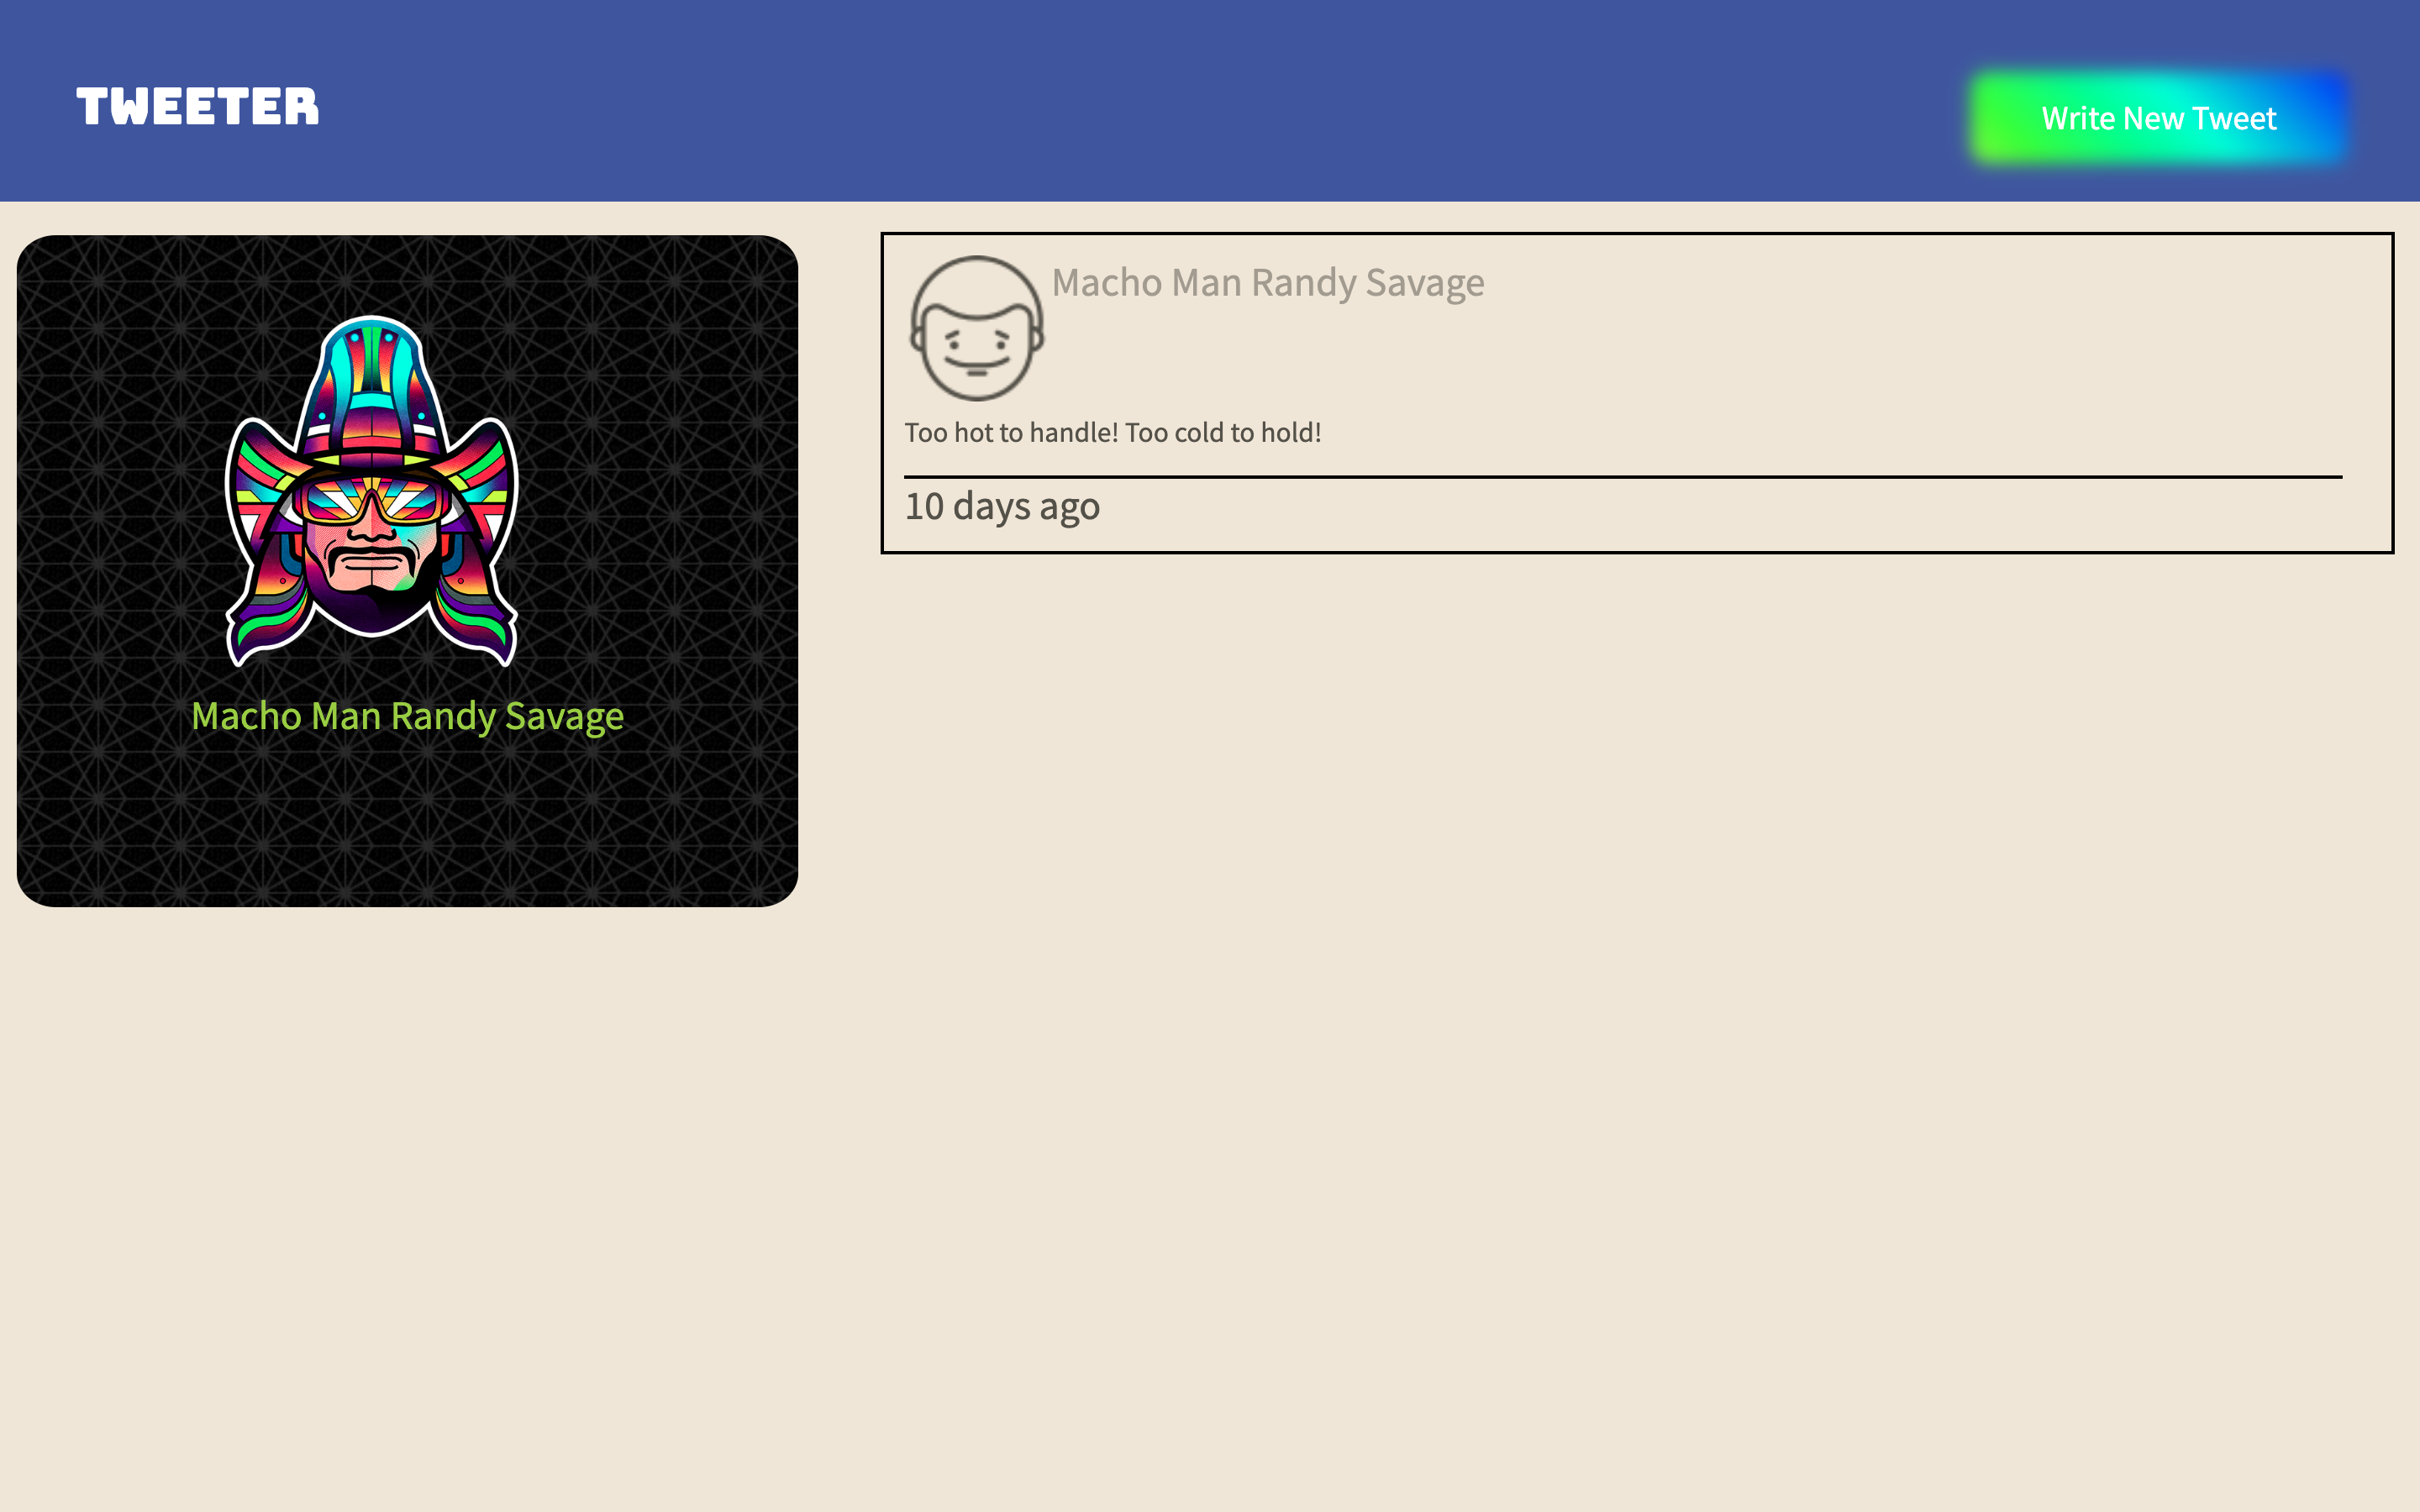 TWEETER
Write New Tweet
Macho Man Randy Savage
Macho Man Randy Savage
Too hot to handle! Too cold to hold!
10 days ago